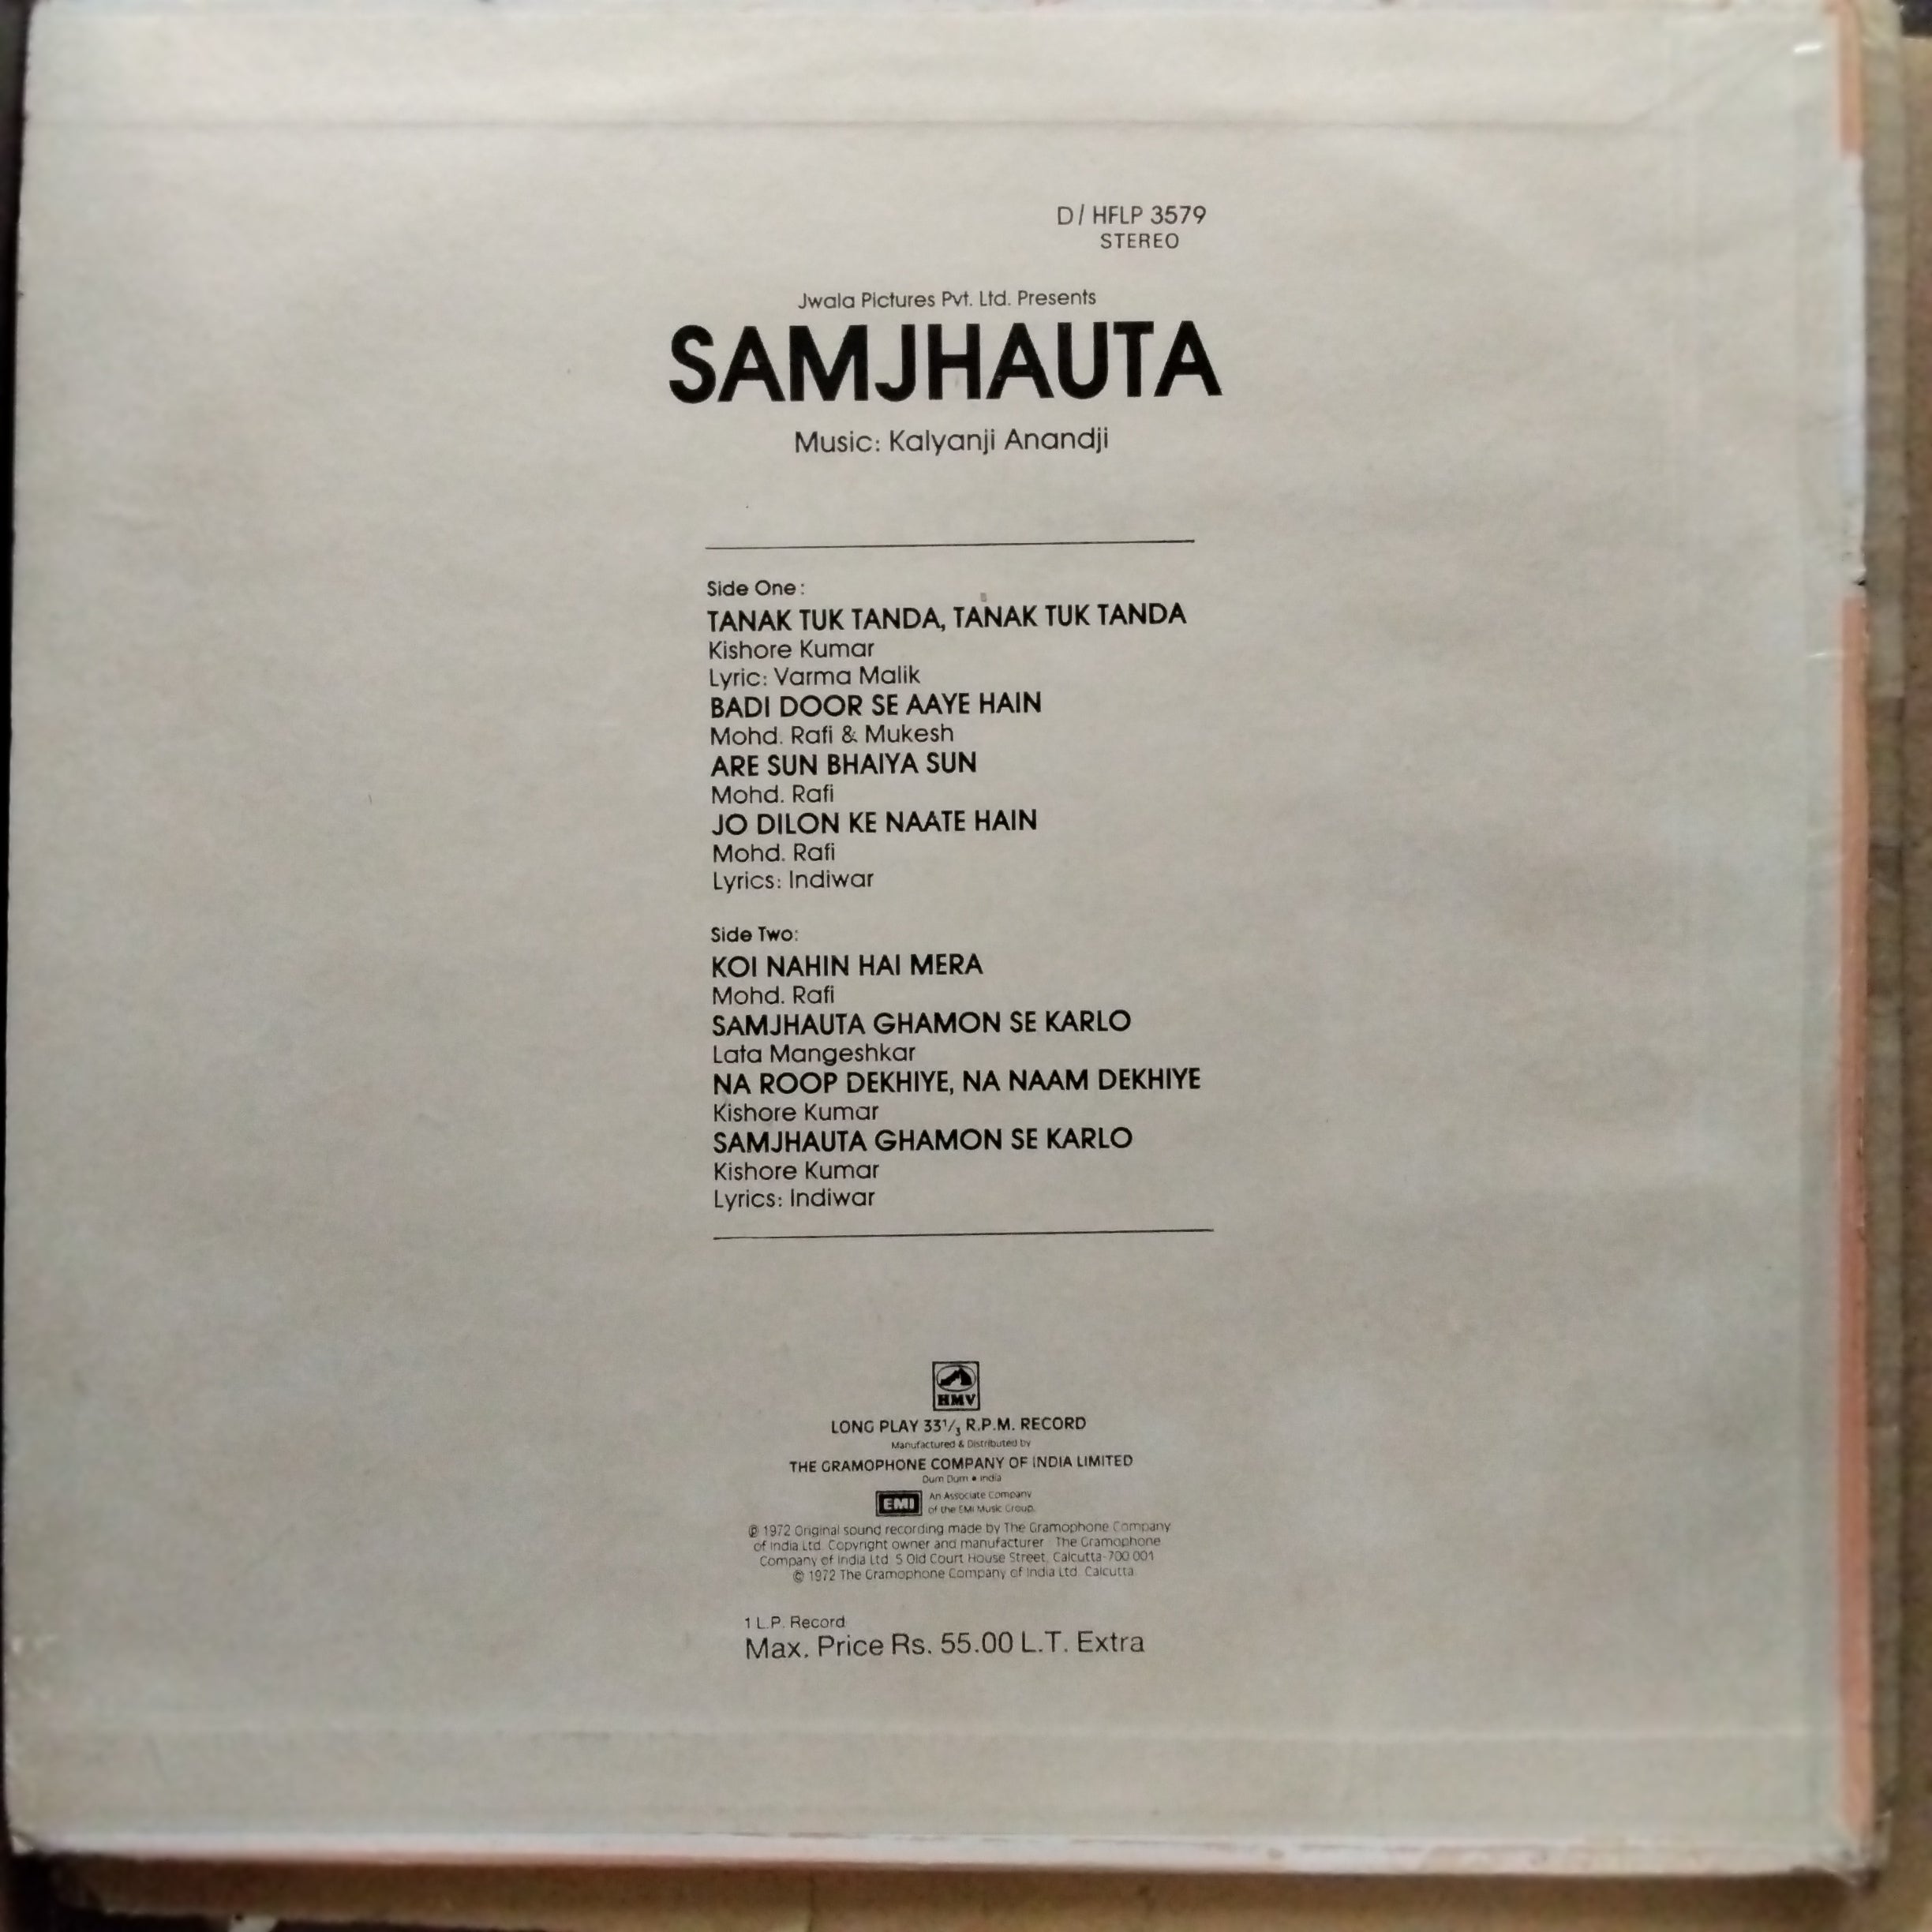 D/ HFLP 3579
STEREO
Jwala Pictures Pvt. Ltd. Presents
SAMJHAUTA
Music: Kalyanji Anandji
Side One:
TANAK TUK TANDA, TANAK TUK TANDA
Kishore Kumar
Lyric: Varma Malik
BADI DOOR SE AAYE HAIN
Mohd. Rafi & Mukesh
ARE SUN BHAIYA SUN
Mohd. Rafi
JO DILON KE NAATE HAIN
Mohd. Rafi
Lyrics: Indiwar
Side Two:
KOI NAHIN HAI MERA
Mohd. Rafi
SAMJHAUTA GHAMON SE KARLO
Lata Mangeshkar
NA ROOP DEKHIYE, NA NAAM DEKHIYE
Kishore Kumar
SAMJHAUTA GHAMON SE KARLO
Kishore Kumar
Lyrics: Indiwar
HMV
LONG PLAY 33⅓ R.P.M. RECORD
Manufactured & Distributed by
THE GRAMOPHONE COMPANY OF INDIA LIMITED
Dum Dum • India
EMI An Associate Company
of the EMI Music Group.
℗ 1972 Original sound recording made by The Gramophone Company
of India Ltd. Copyright owner and manufacturer : The Gramophone
Company of India Ltd. 5 Old Court House Street, Calcutta-700 001
© 1972 The Gramophone Company of India Ltd. Calcutta.
1 L.P. Record
Max. Price Rs. 55.00 L.T. Extra